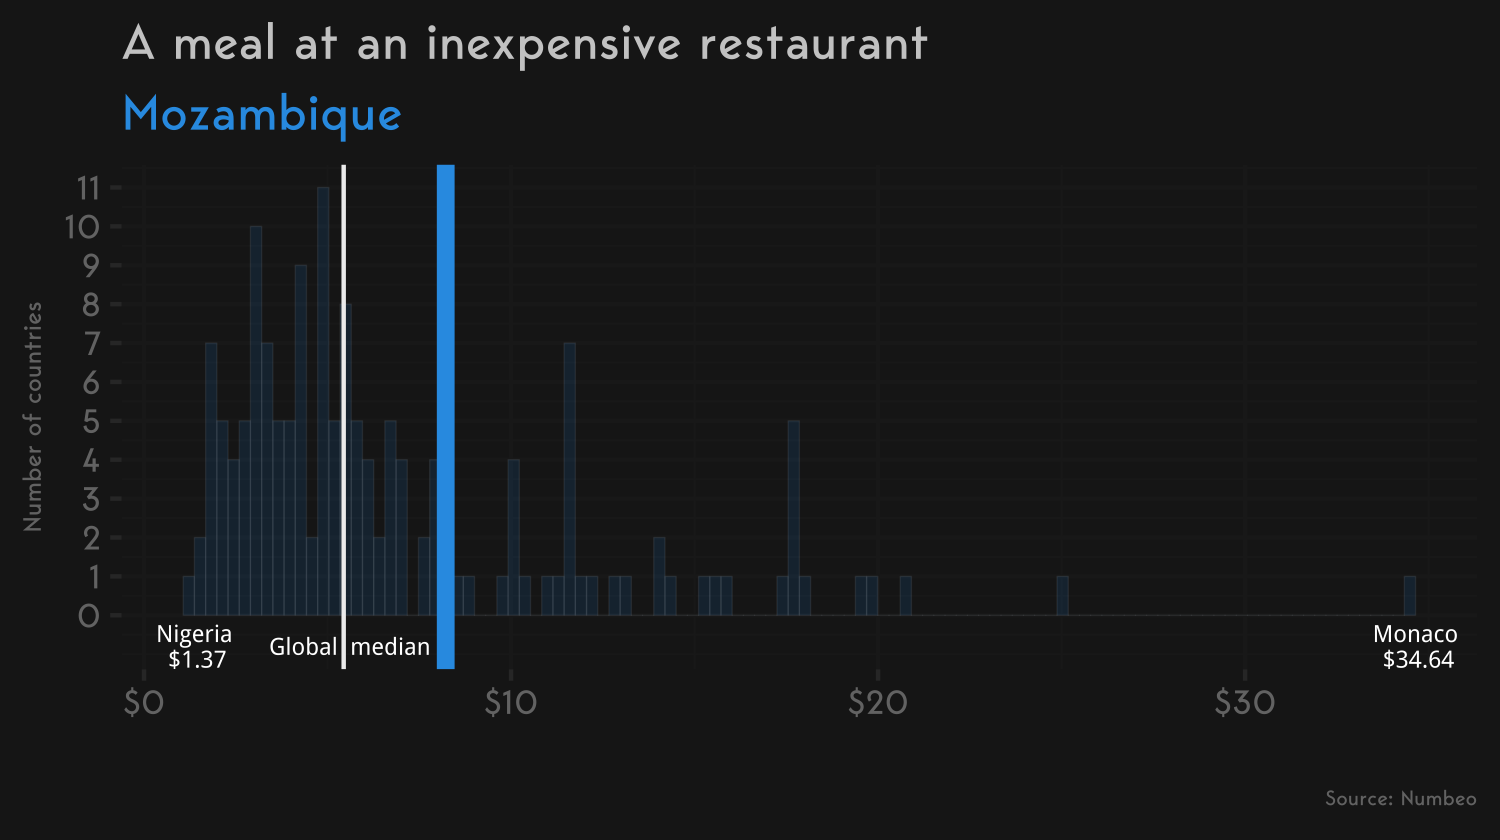 A meal at an inexpensive restaurant
Mozambique
Number of countries
11
10
9
8
7
6
5
4
3
2
1
0
Nigeria
$1.37
Global median
Monaco
$34.64
$0 $10 $20 $30
Source: Numbeo